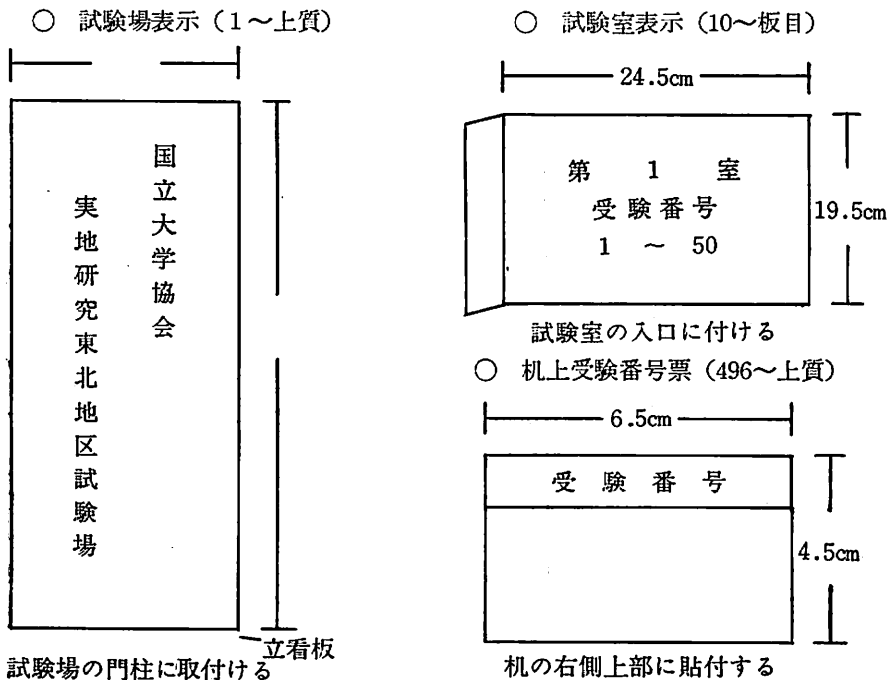 ○ 試験場表示（１～上質）
国立大学協会
実地研究東北地区試験場
立看板
試験場の門柱に取付ける
○ 試験室表示（10～板目）
24.5cm
第 1 室
受験番号
1 ～ 50
19.5cm
試験室の入口に付ける
○ 机上受験番号票（496～上質）
6.5cm
受験番号
4.5cm
机の右側上部に貼付する